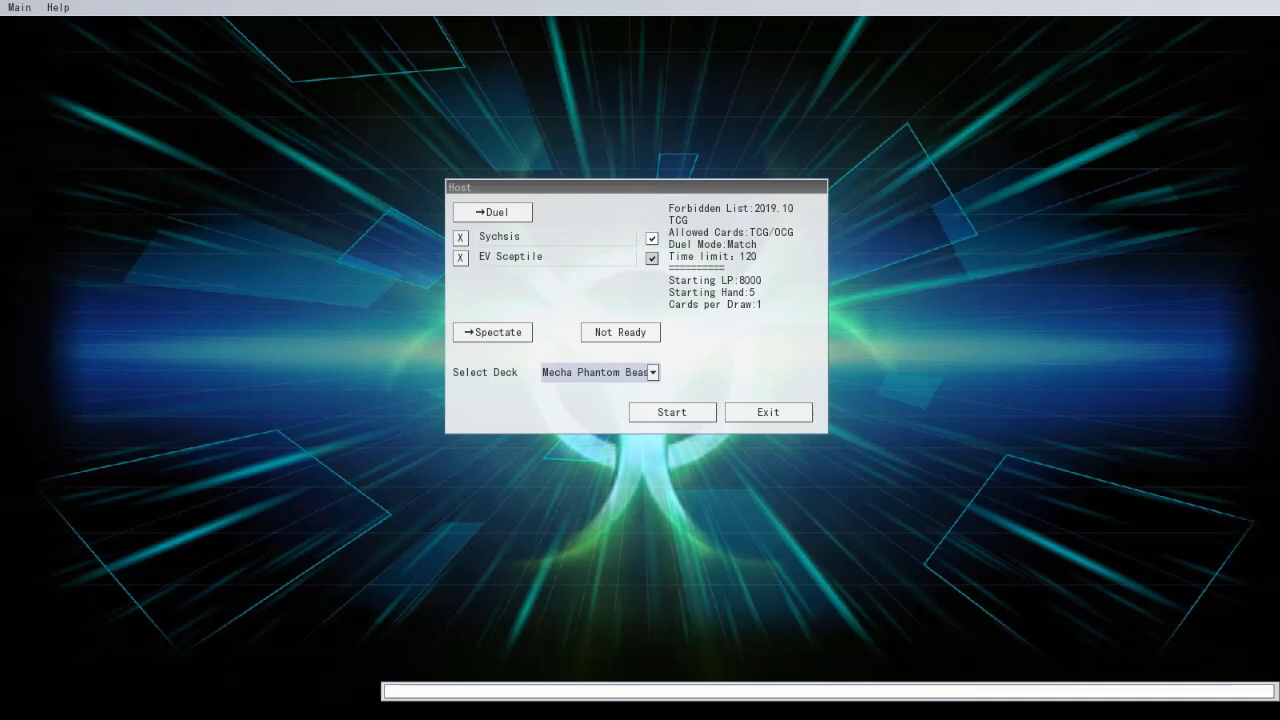 Main Help
Host
→Duel
X Sychsis
X EV Sceptile
Forbidden List:2019.10
TCG
Allowed Cards:TCG/OCG
Duel Mode:Match
Time limit: 120
==========
Starting LP:8000
Starting Hand:5
Cards per Draw:1
→Spectate Not Ready
Select Deck Mecha Phantom Beas
Start Exit